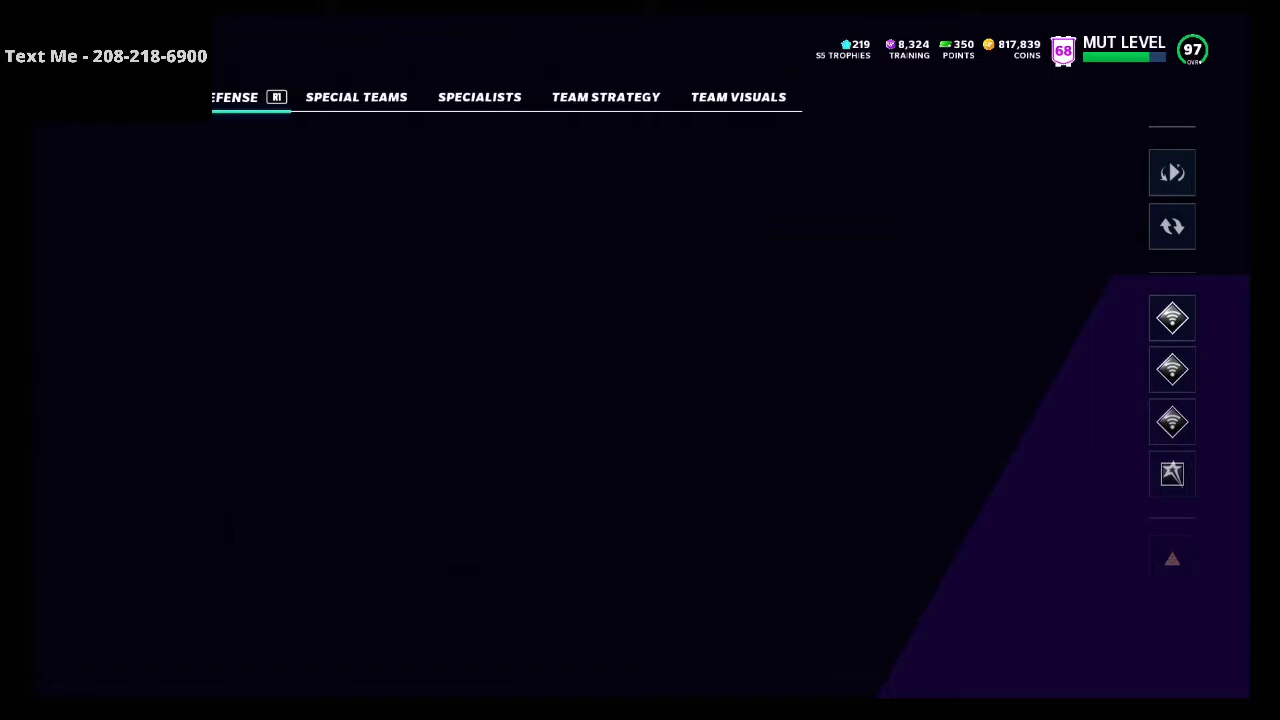 Text Me - 208-218-6900
219
S5 TROPHIES
8,324
TRAINING
350
POINTS
817,839
COINS
68
MUT LEVEL
97
OVR
EFENSE R1 SPECIAL TEAMS SPECIALISTS TEAM STRATEGY TEAM VISUALS